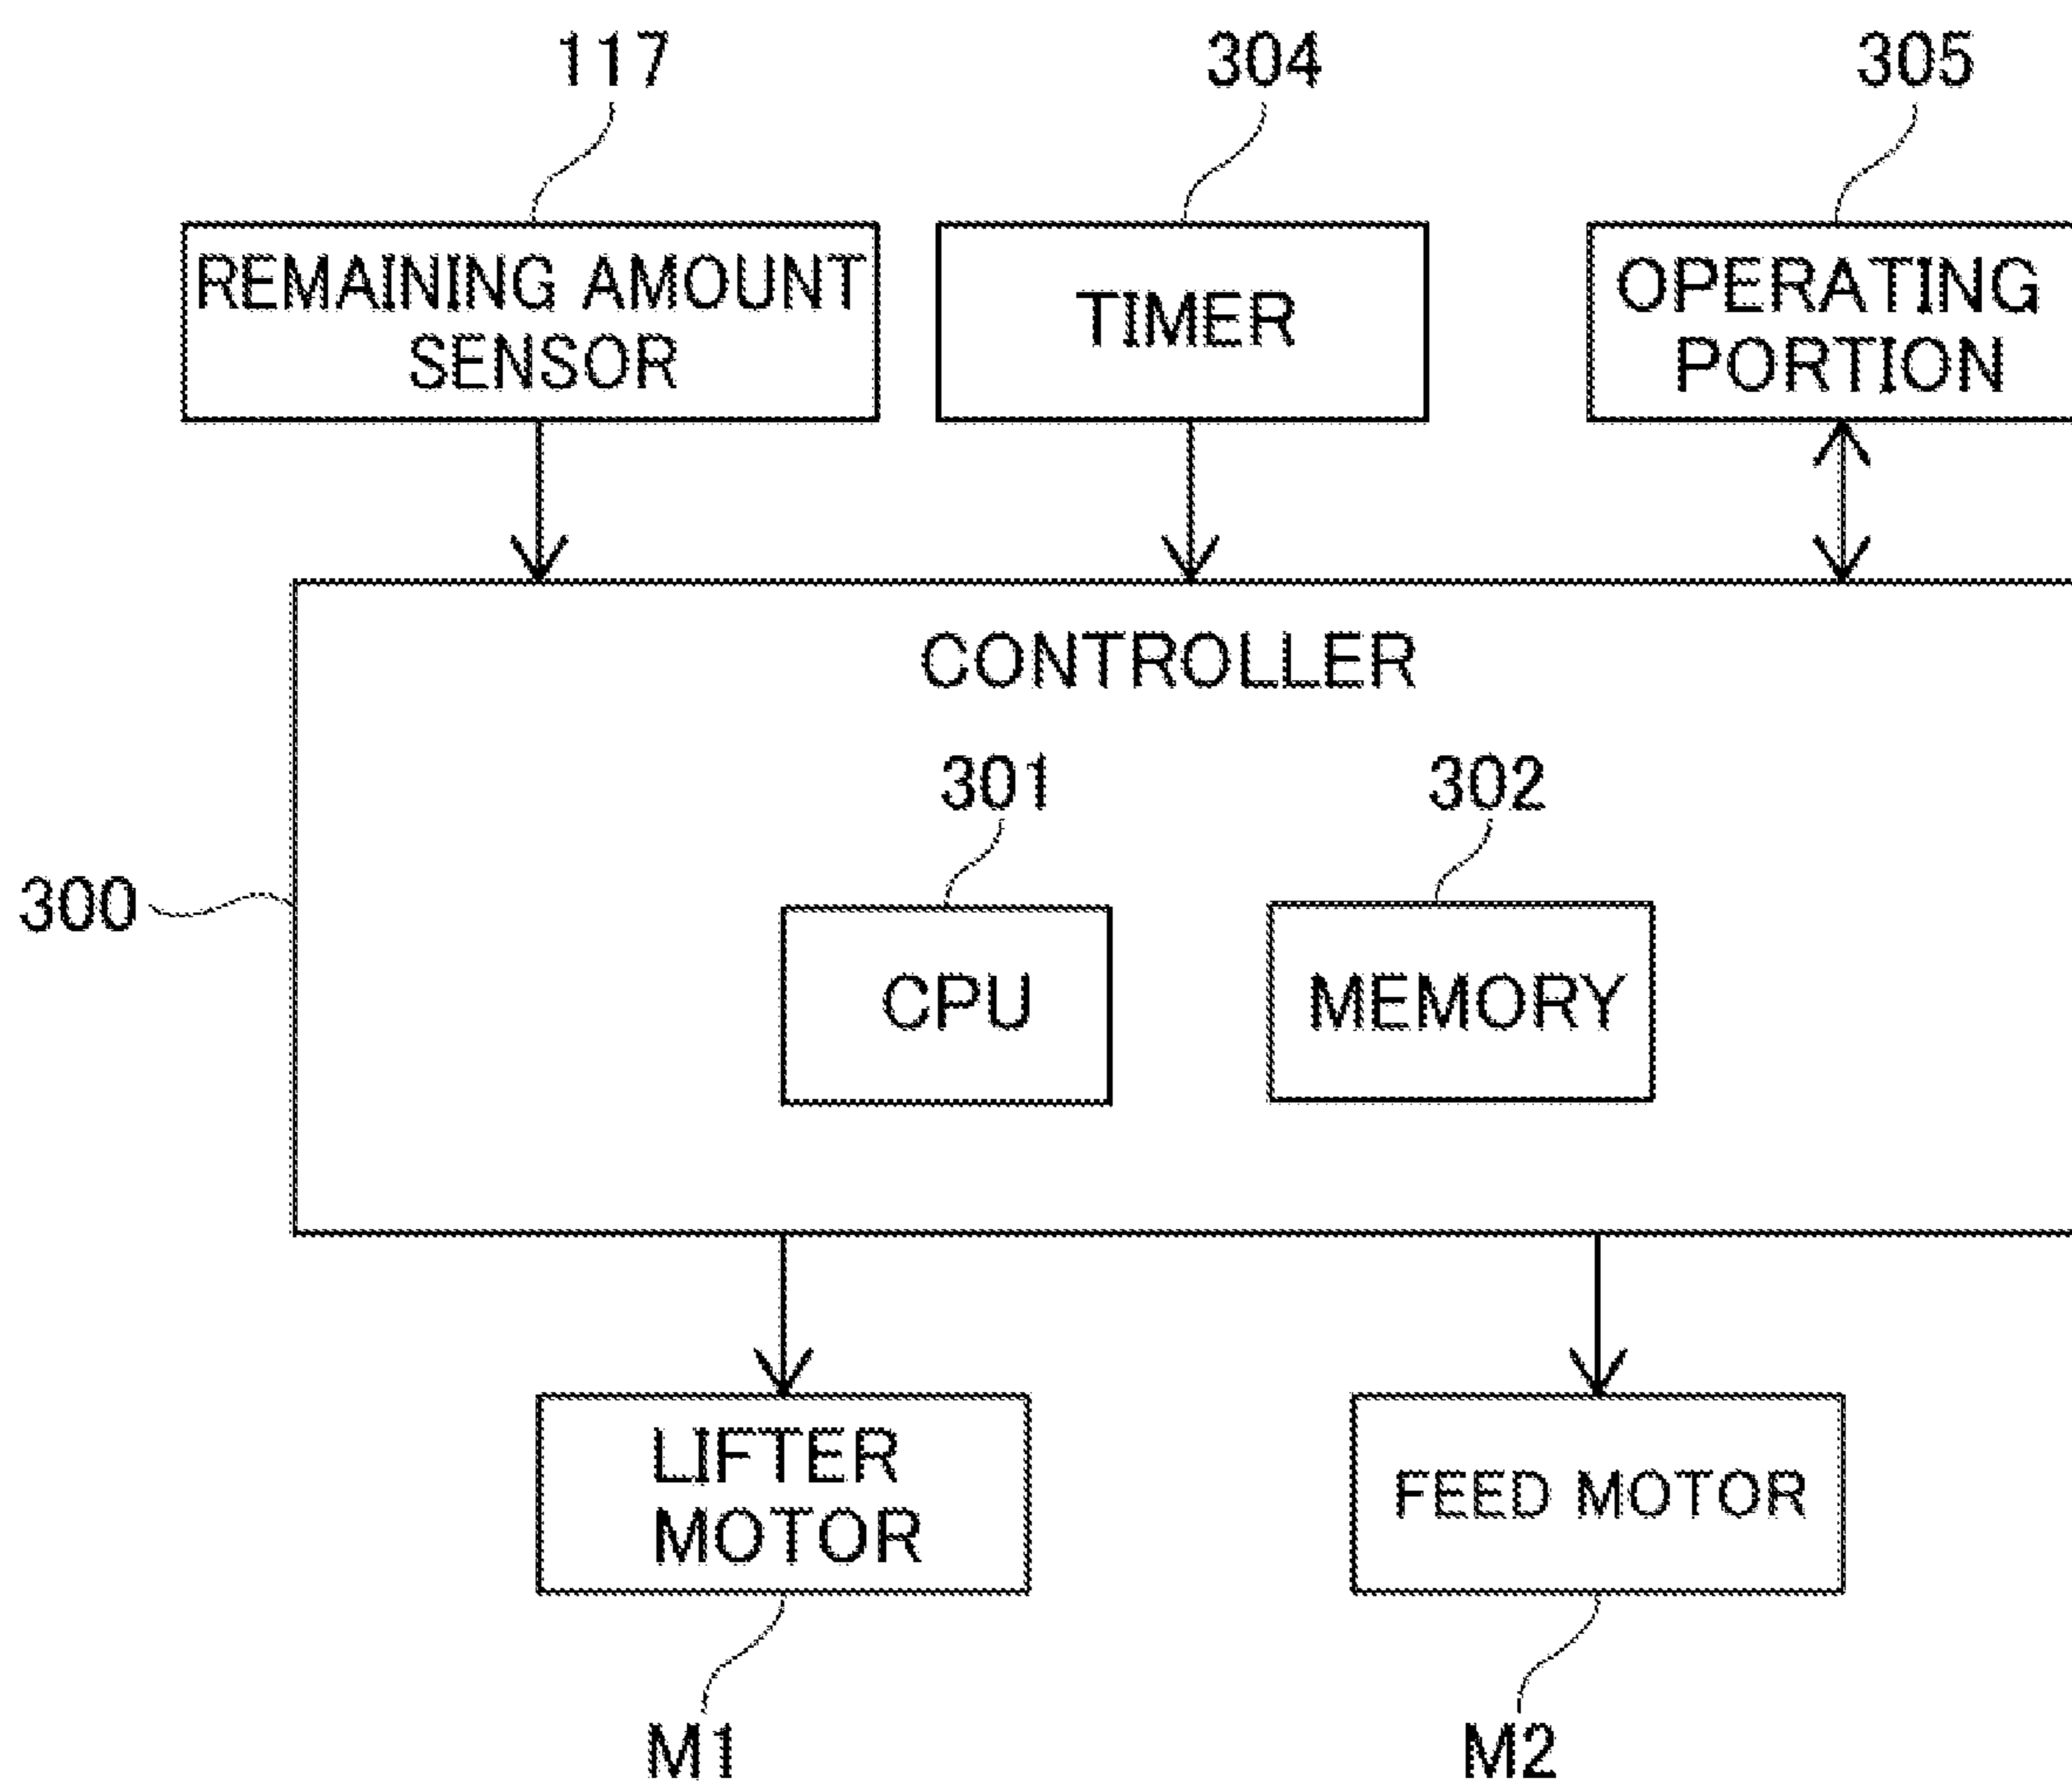 117
304
305
REMAINING AMOUNT
SENSOR
TIMER
OPERATING
PORTION
CONTROLLER
301
302
300
CPU
MEMORY
LIFTER
MOTOR
FEED MOTOR
M1
M2